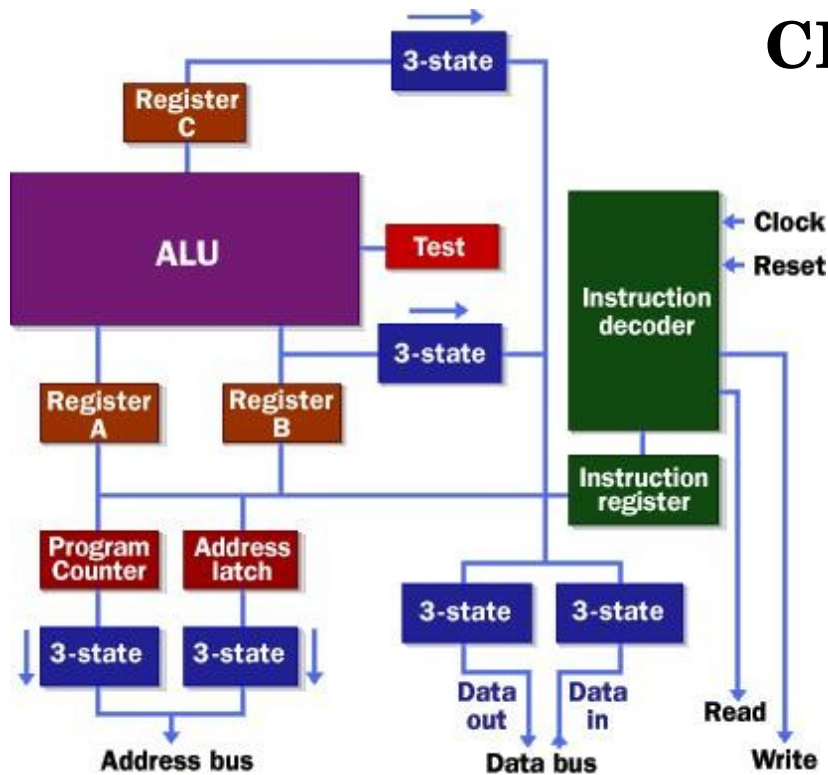 CI
3-state
Register
C
ALU
Test
Clock
Reset
Instruction
decoder
3-state
Register
A
Register
B
Instruction
register
Program
Counter
Address
latch
3-state
3-state
3-state
3-state
Data
out
Data
in
Read
Address bus
Data bus
Write